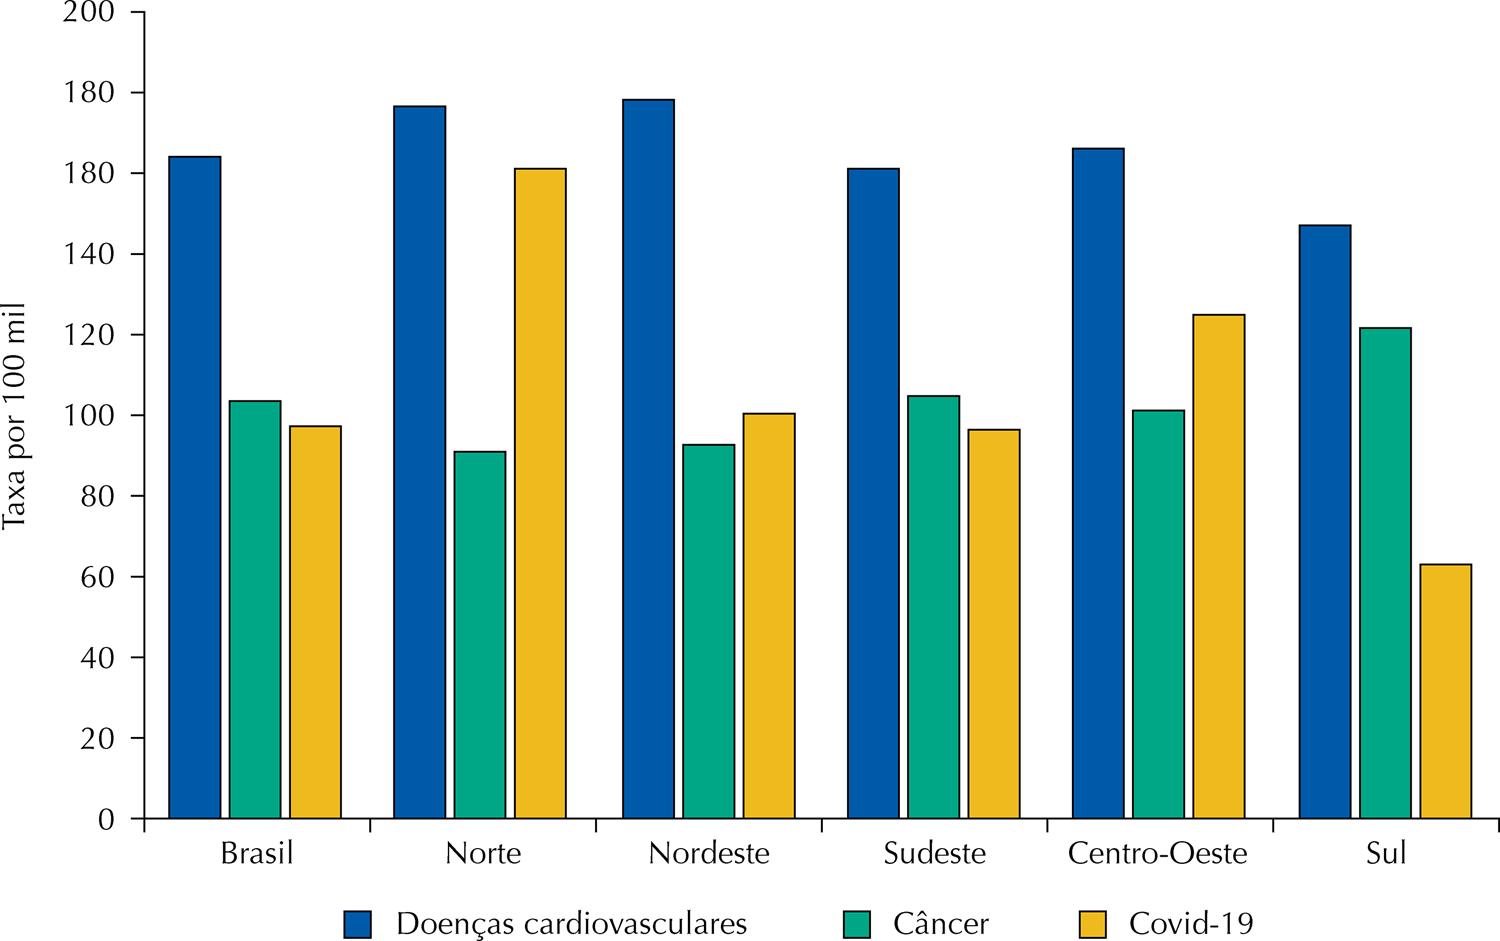 Taxa por 100 mil
200
180
180
140
120
100
80
60
40
20
0
Brasil
Norte
Nordeste
Sudeste
Centro-Oeste
Sul
Doenças cardiovasculares
Câncer
Covid-19